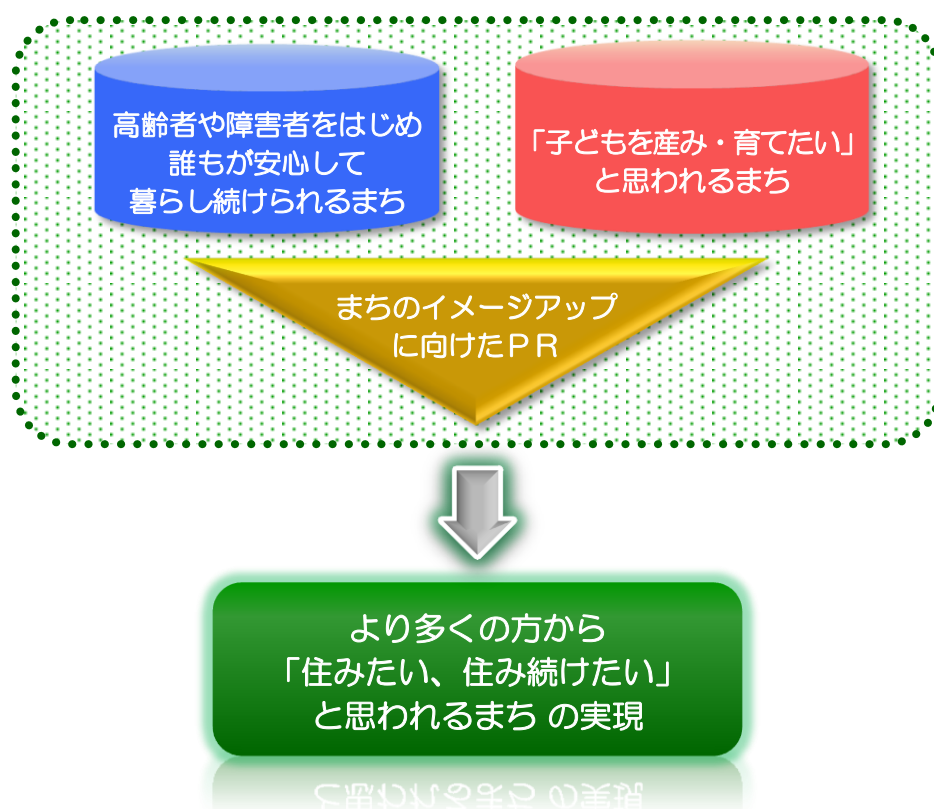 高齢者や障害者をはじめ
誰もが安心して
暮らし続けられるまち
「子どもを産み・育てたい」
と思われるまち
まちのイメージアップ
に向けたＰＲ
より多くの方から
「住みたい、住み続けたい」
と思われるまち の実現